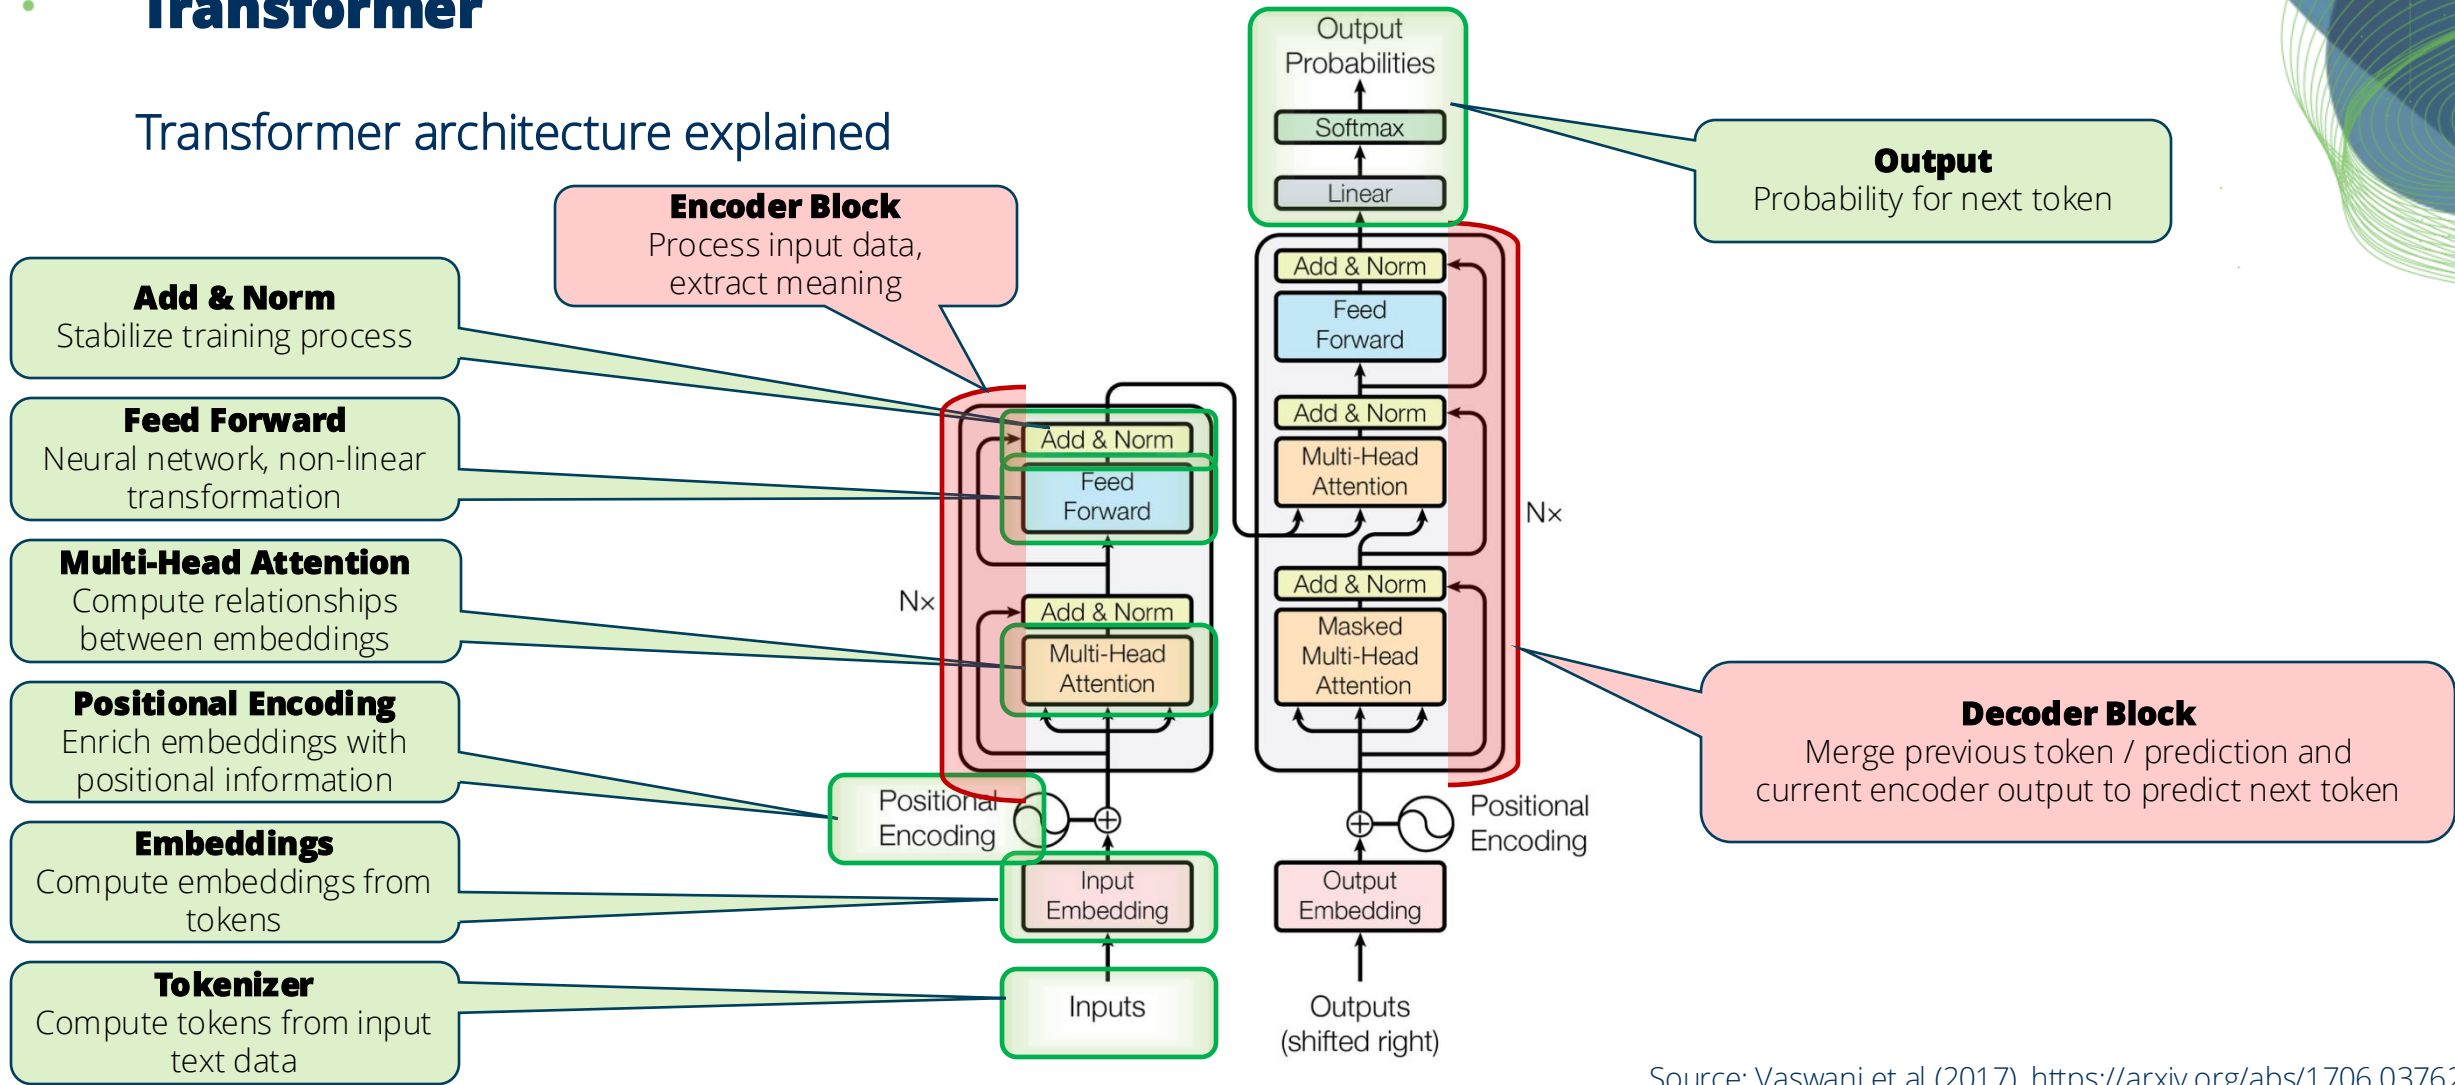 Transformer
Transformer architecture explained
Encoder Block
Process input data,
extract meaning
Add & Norm
Stabilize training process
Feed Forward
Neural network, non-linear
transformation
Multi-Head Attention
Compute relationships
between embeddings
Positional Encoding
Enrich embeddings with
positional information
Embeddings
Compute embeddings from
tokens
Tokenizer
Compute tokens from input
text data
Add & Norm
Feed
Forward
Nx
Add & Norm
Multi-Head
Attention
Positional
Encoding
Input
Embedding
Inputs
Output
Probabilities
Softmax
Linear
Add & Norm
Feed
Forward
Add & Norm
Multi-Head
Attention
Nx
Add & Norm
Masked
Multi-Head
Attention
Positional
Encoding
Output
Embedding
Outputs
(shifted right)
Output
Probability for next token
Decoder Block
Merge previous token / prediction and
current encoder output to predict next token
Source: Vaswani et al (2017), https://arxiv.org/abs/1706.0376